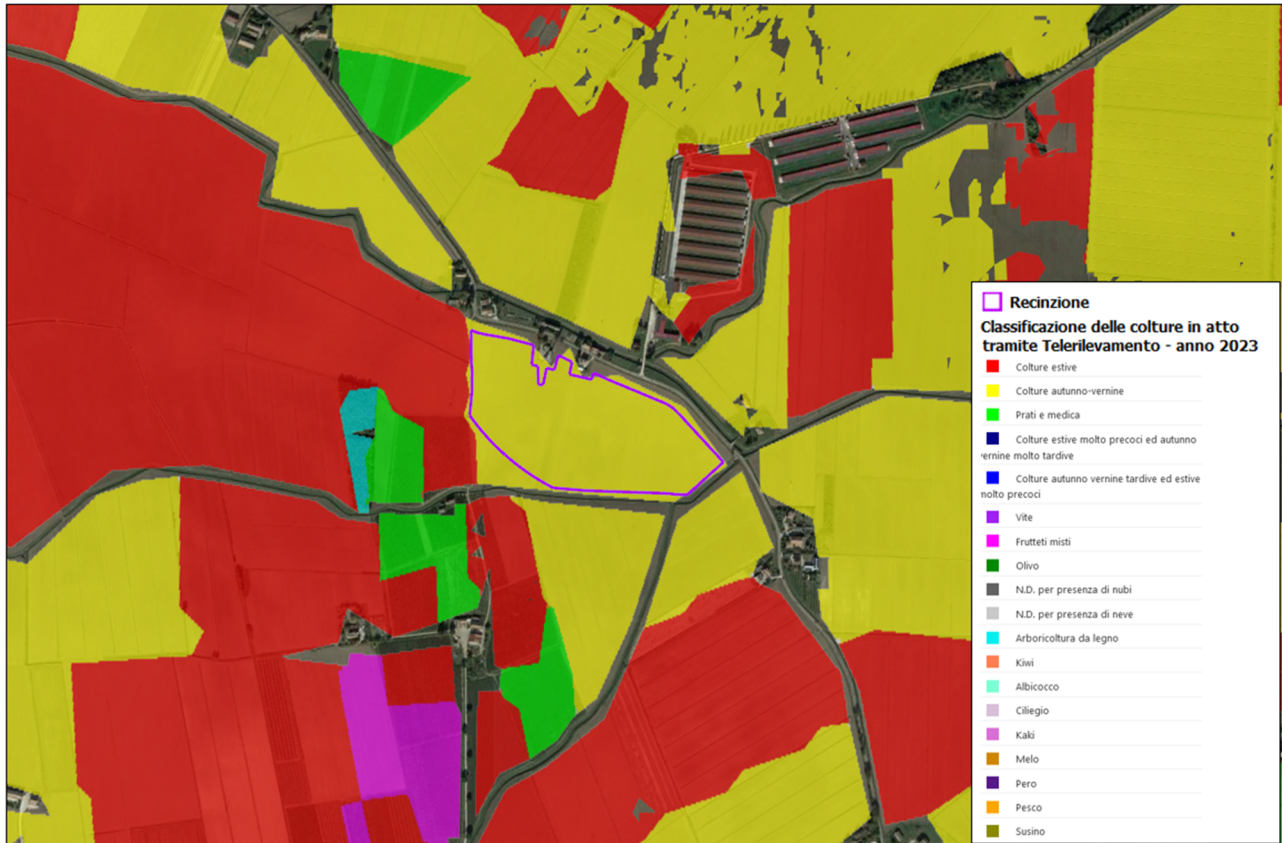 Recinzione
Classificazione delle colture in atto
tramite Telerilevamento - anno 2023
Colture estive
Colture autunno-vernine
Prati e medica
Colture estive molto precoci ed autunno
vernine molto tardive
Colture autunno vernine tardive ed estive
molto precoci
Vite
Frutteti misti
Olivo
N.D. per presenza di nubi
N.D. per presenza di neve
Arboricoltura da legno
Kiwi
Albicocco
Ciliegio
Kaki
Melo
Pero
Pesco
Susino